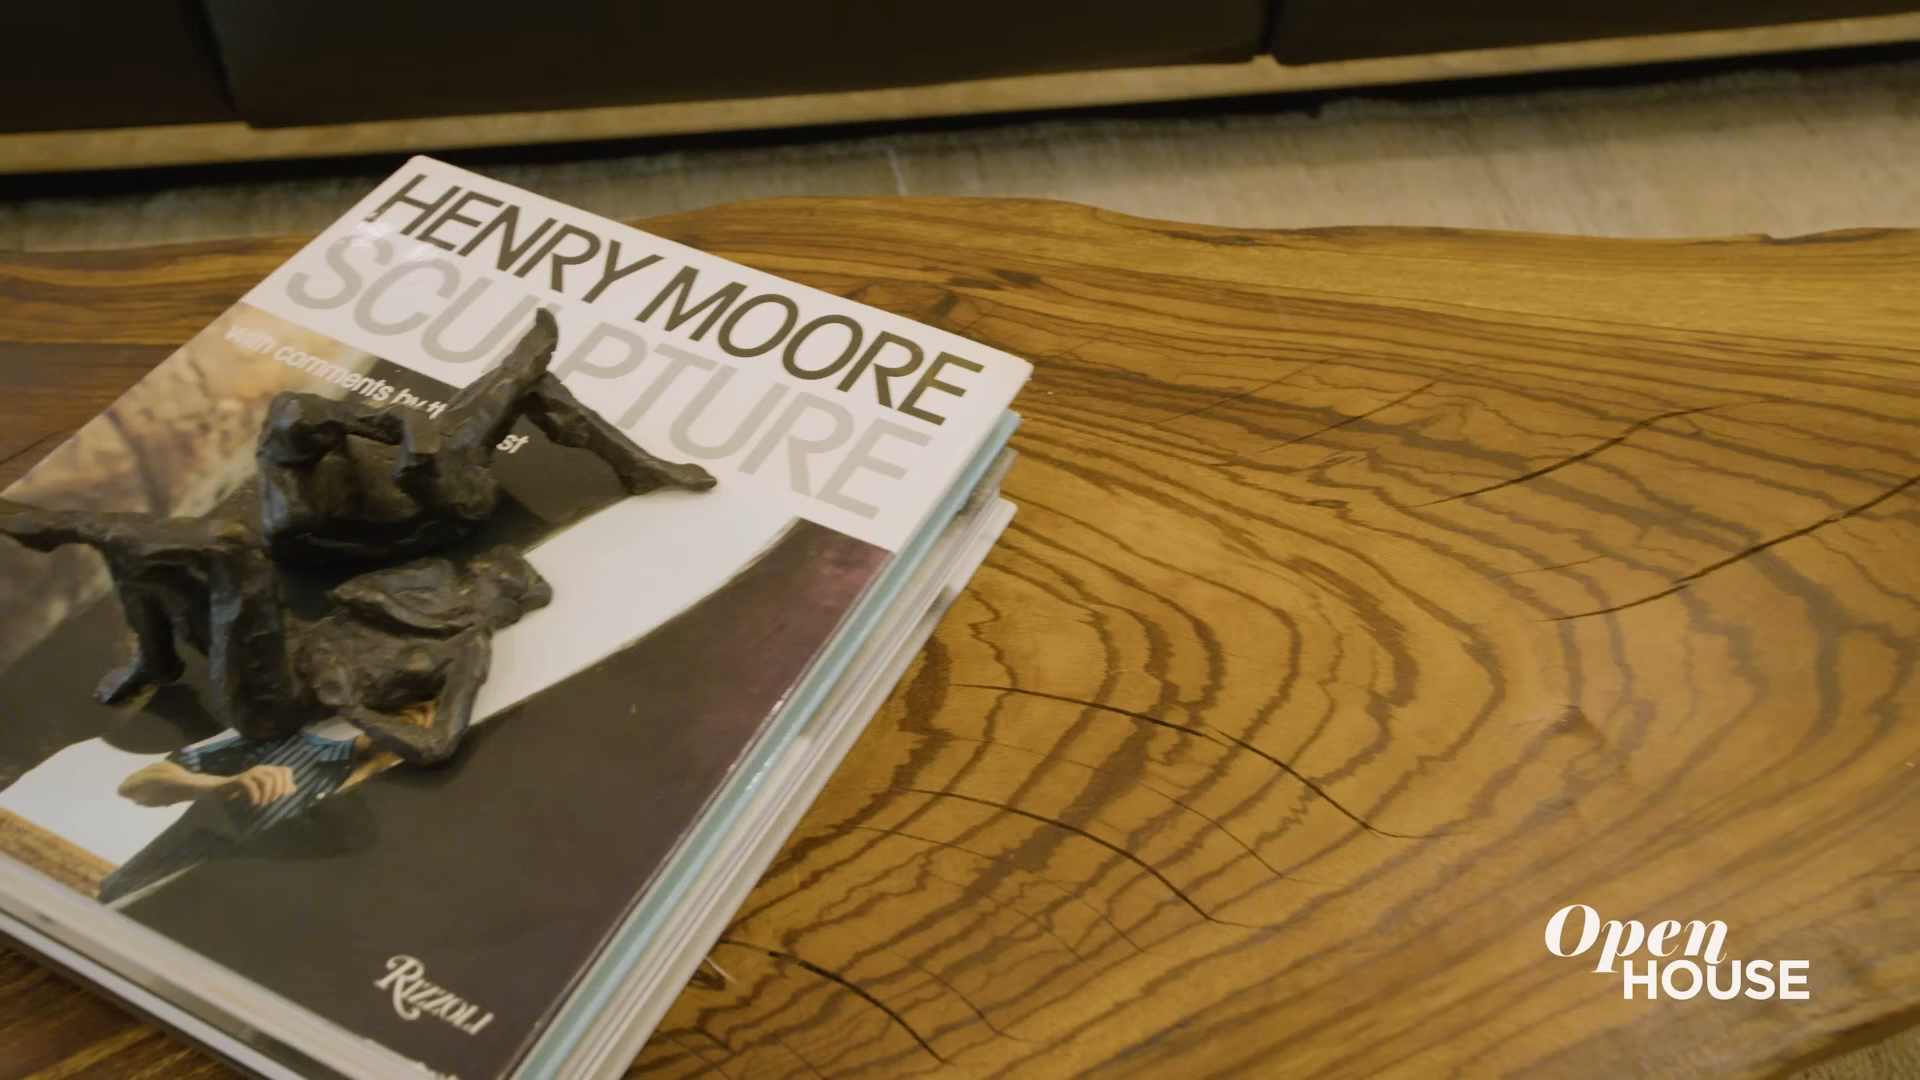 HENRY MOORE
SCULPTURE
with comments by
RIZZOLI
Open
HOUSE